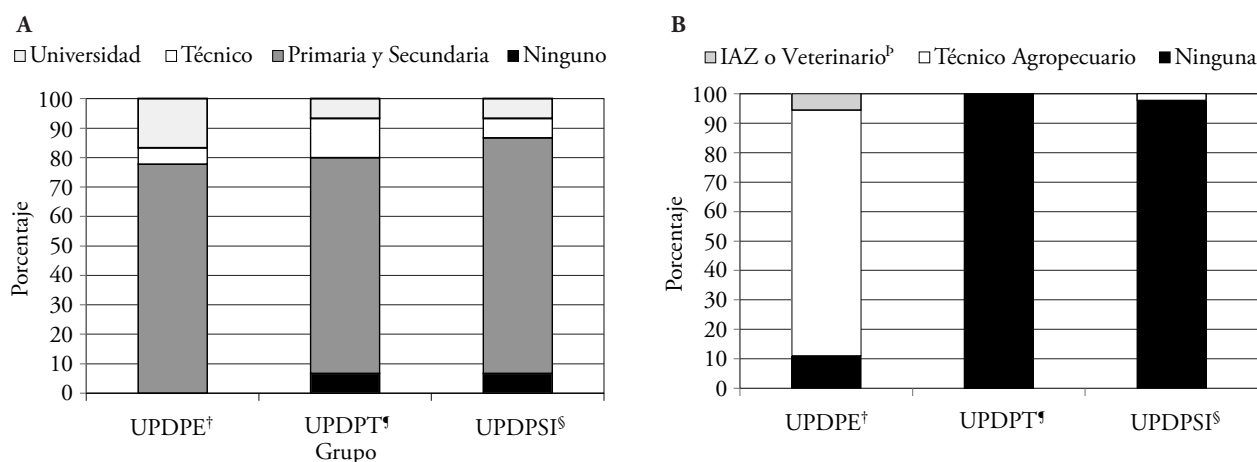 A
Universidad Técnico Primaria y Secundaria Ninguno
100
90
80
70
60
50
40
30
20
10
0
Porcentaje
UPDPE† UPDPT¶ UPDPSI§
Grupo
B
IAZ o Veterinarioᵖ Técnico Agropecuario Ninguna
100
90
80
70
60
50
40
30
20
10
0
Porcentaje
UPDPE† UPDPT¶ UPDPSI§